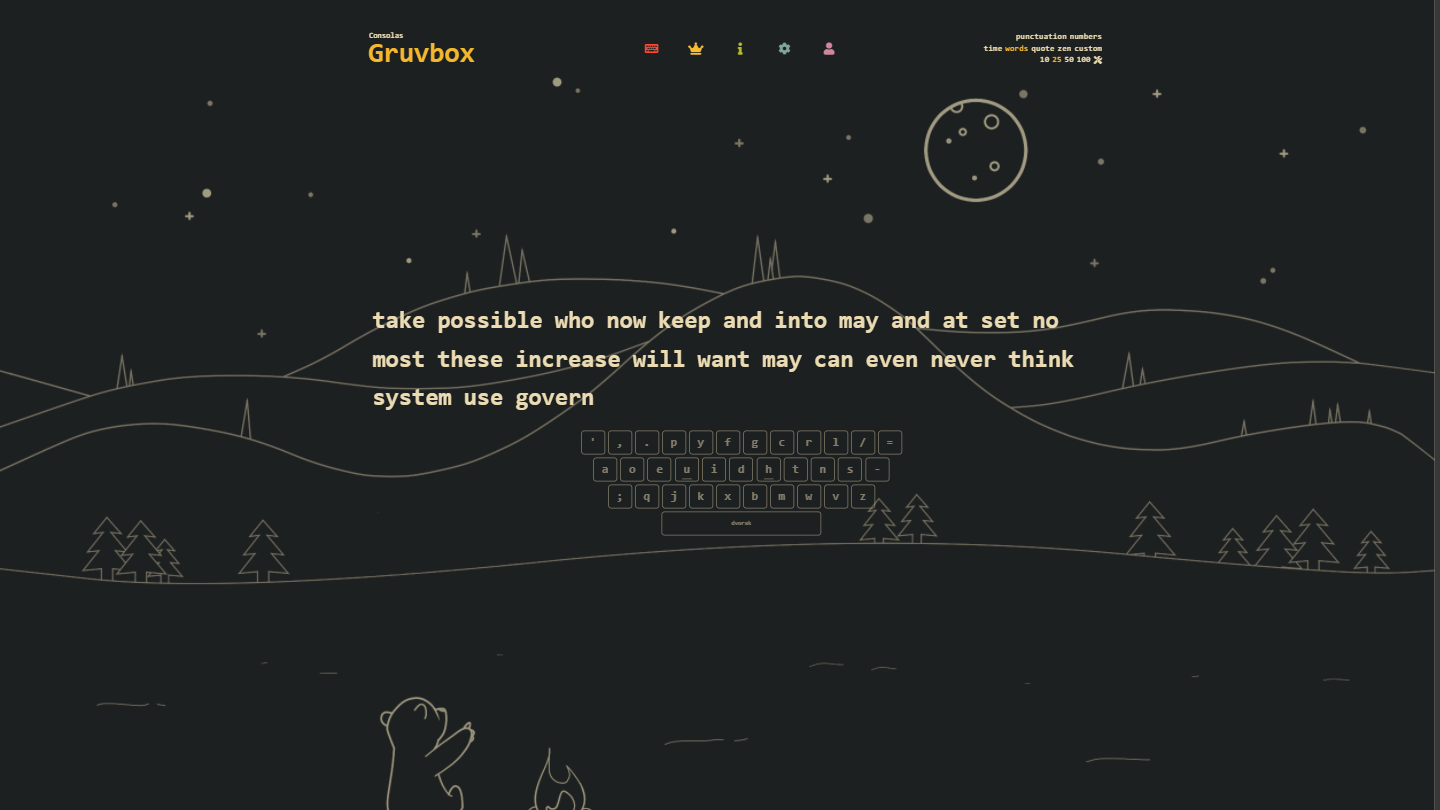 Consolas
Gruvbox
punctuation numbers
time words quote zen custom
10 25 50 100
take possible who now keep and into may and at set no
most these increase will want may can even never think
system use govern
' , . p y f g c r l / =
a o e u i d h t n s -
; q j k x b m w v z
dvorak